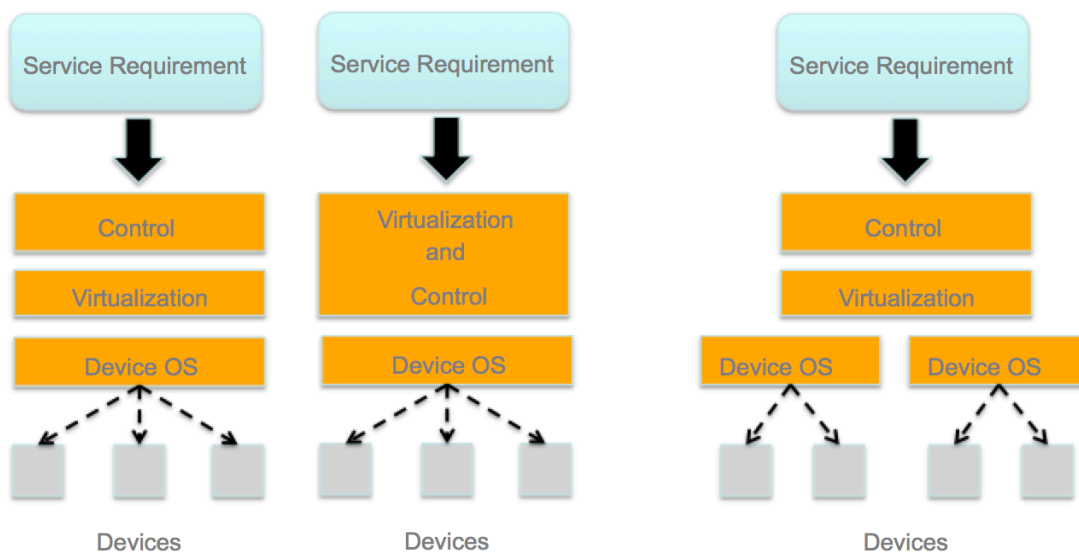 Service Requirement
Control
Virtualization
Device OS
Devices
Service Requirement
Virtualization
and
Control
Device OS
Devices
Service Requirement
Control
Virtualization
Device OS
Device OS
Devices